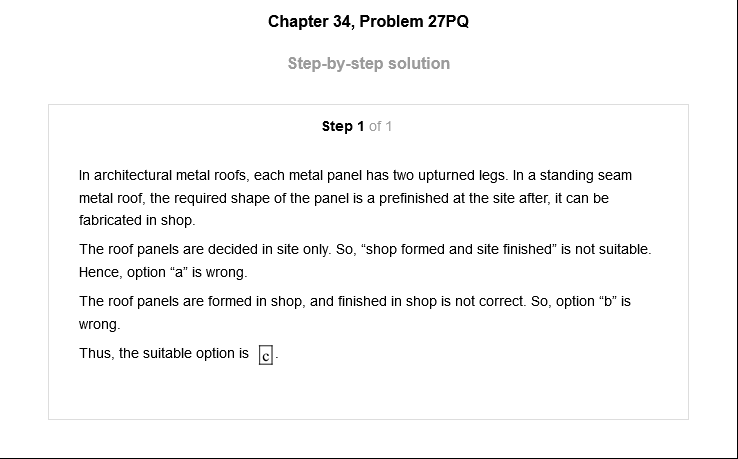 Chapter 34, Problem 27PQ
Step-by-step solution
Step 1 of 1
In architectural metal roofs, each metal panel has two upturned legs. In a standing seam
metal roof, the required shape of the panel is a prefinished at the site after, it can be
fabricated in shop.
The roof panels are decided in site only. So, “shop formed and site finished” is not suitable.
Hence, option “a” is wrong.
The roof panels are formed in shop, and finished in shop is not correct. So, option “b” is
wrong.
Thus, the suitable option is c.